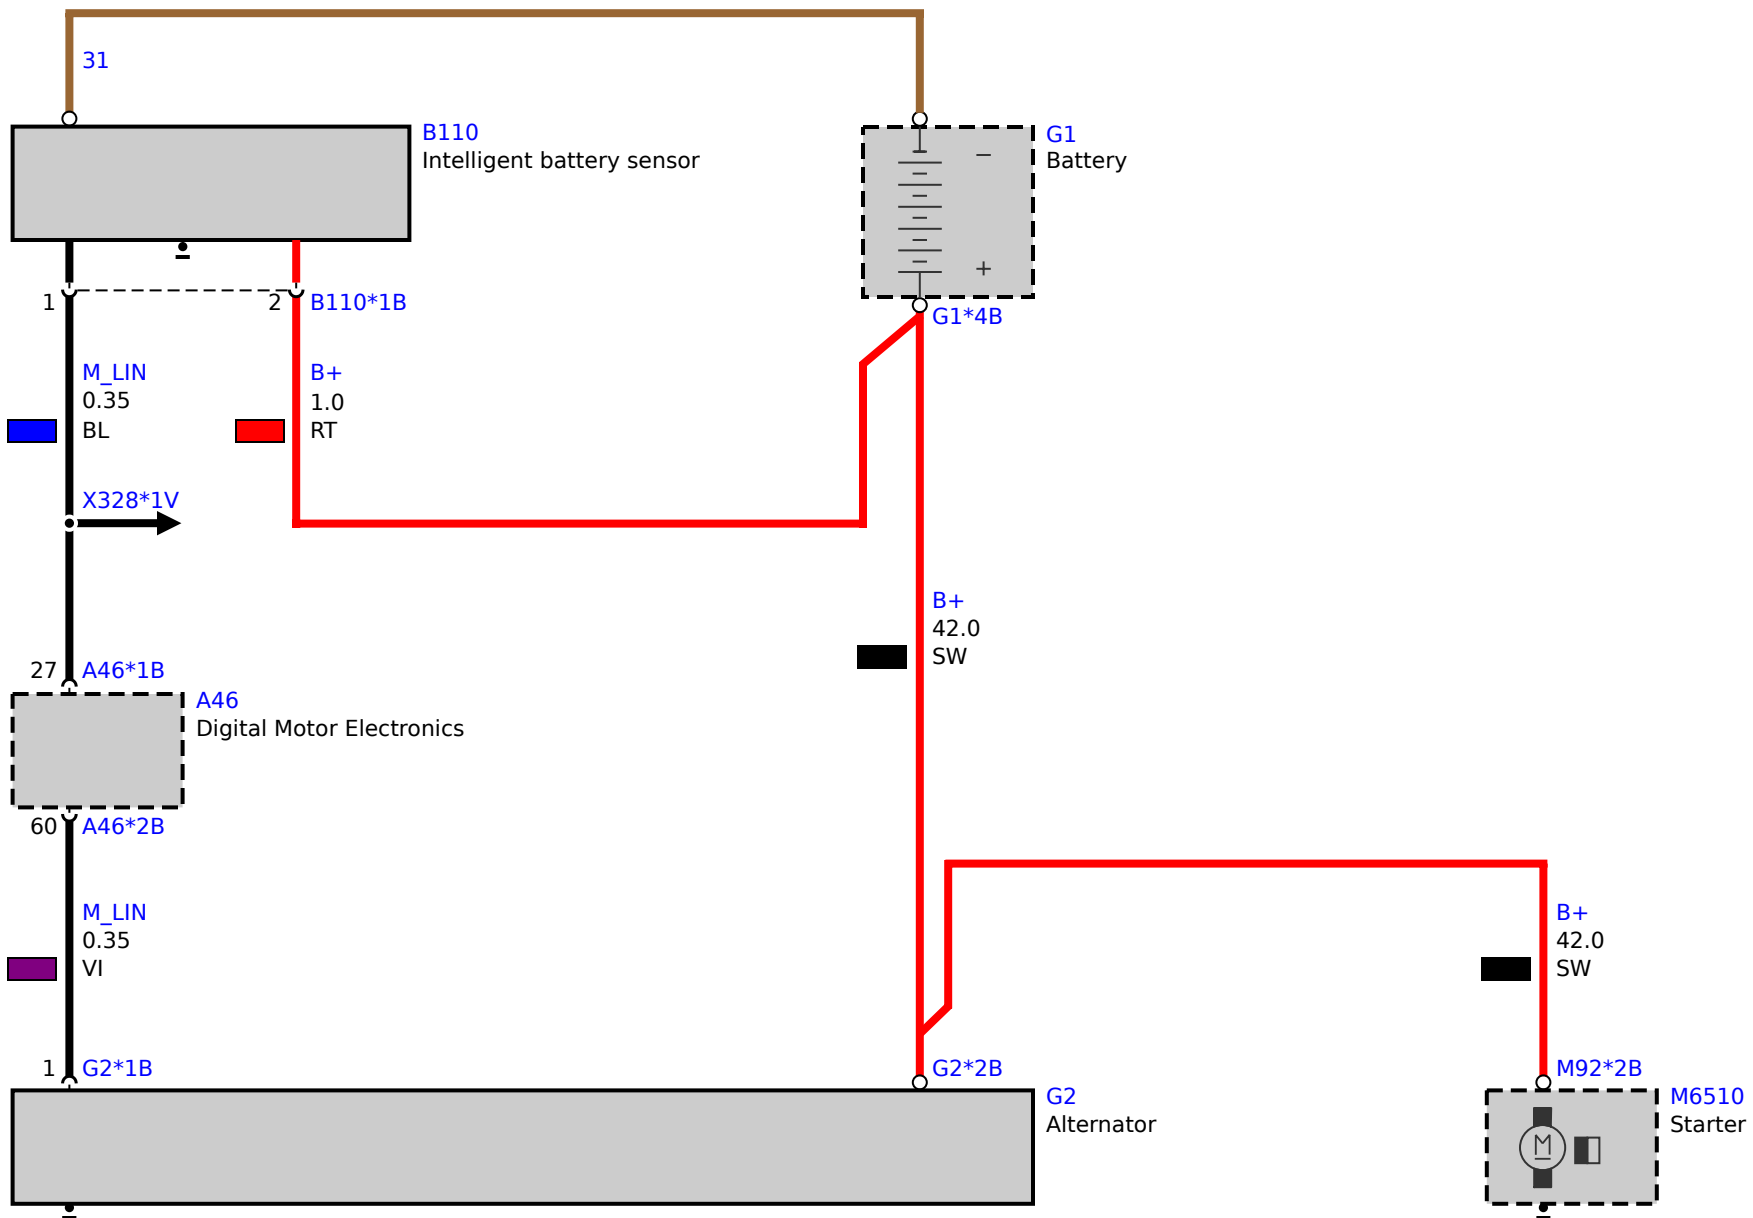 31
B110
Intelligent battery sensor
G1
Battery
−
+
1
2
B110*1B
G1*4B
M_LIN
0.35
BL
B+
1.0
RT
X328*1V
B+
42.0
SW
27
A46*1B
A46
Digital Motor Electronics
60
A46*2B
M_LIN
0.35
VI
B+
42.0
SW
1
G2*1B
G2*2B
M92*2B
G2
Alternator
M6510
Starter
M